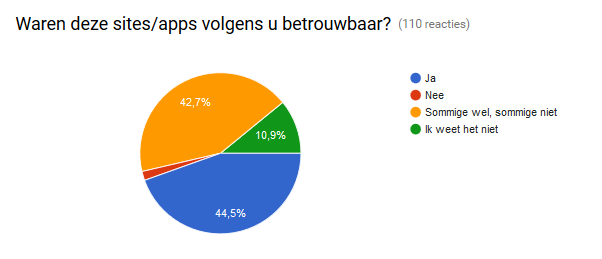 Waren deze sites/apps volgens u betrouwbaar? (110 reacties)
42,7%
10,9%
44,5%
Ja
Nee
Sommige wel, sommige niet
Ik weet het niet